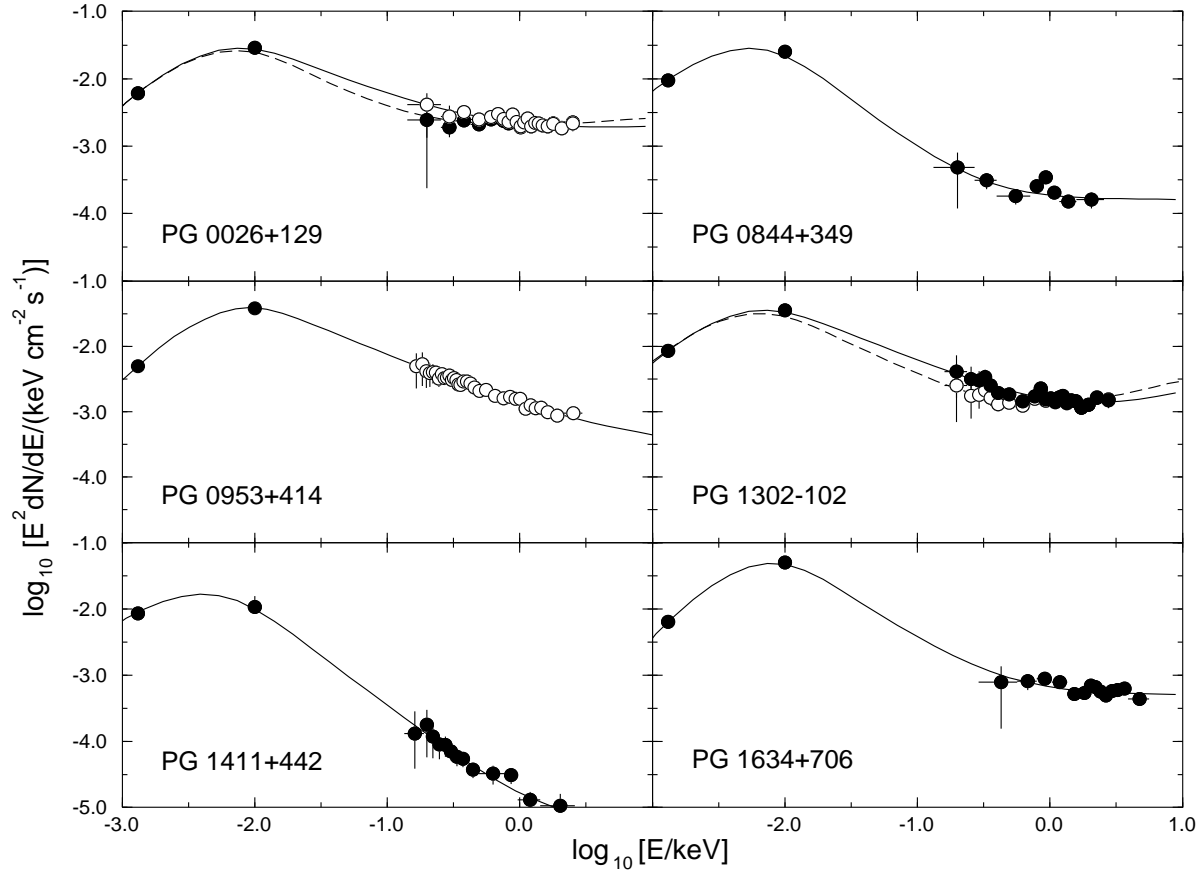 -1.0
-2.0
-3.0
-4.0
PG 0026+129
PG 0844+349
-1.0
-2.0
-3.0
-4.0
PG 0953+414
PG 1302-102
-1.0
-2.0
-3.0
-4.0
-5.0
PG 1411+442
PG 1634+706
-3.0 -2.0 -1.0 0.0 -2.0 -1.0 0.0 1.0
log10 [E/keV]
log10 [E2 dN/dE/(keV cm-2 s-1)]